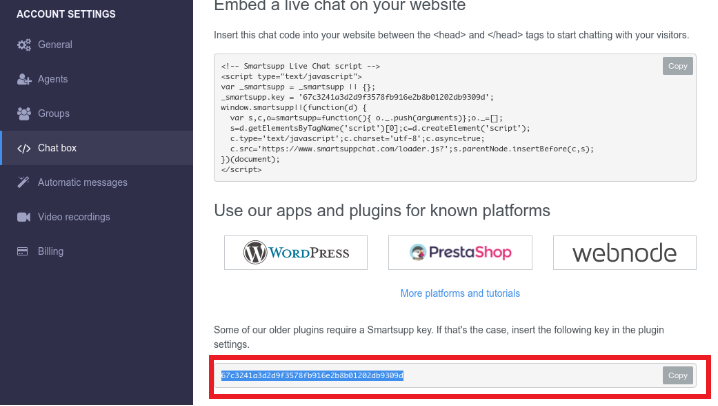 ACCOUNT SETTINGS
General
Agents
Groups
Chat box
Automatic messages
Video recordings
Billing
Embed a live chat on your website
Insert this chat code into your website between the <head> and </head> tags to start chatting with your visitors.
Copy
<!-- Smartsupp Live Chat script -->
<script type="text/javascript">
var _smartsupp = _smartsupp || {};
_smartsupp.key = '67c3241a3d2d9f3578fb916e2b8b01202db9309d';
window.smartsupp||(function(d) {
var s,c,o=smartsupp=function(){ o._.push(arguments)};o._=[];
s=d.getElementsByTagName('script')[0];c=d.createElement('script');
c.type='text/javascript';c.charset='utf-8';c.async=true;
c.src='https://www.smartsuppchat.com/loader.js?';s.parentNode.insertBefore(c,s);
})(document);
</script>
Use our apps and plugins for known platforms
WORDPRESS
PrestaShop
webnode
More platforms and tutorials
Some of our older plugins require a Smartsupp key. If that's the case, insert the following key in the plugin
settings.
67c3241a3d2d9f3578fb916e2b8b01202db9309d
Copy